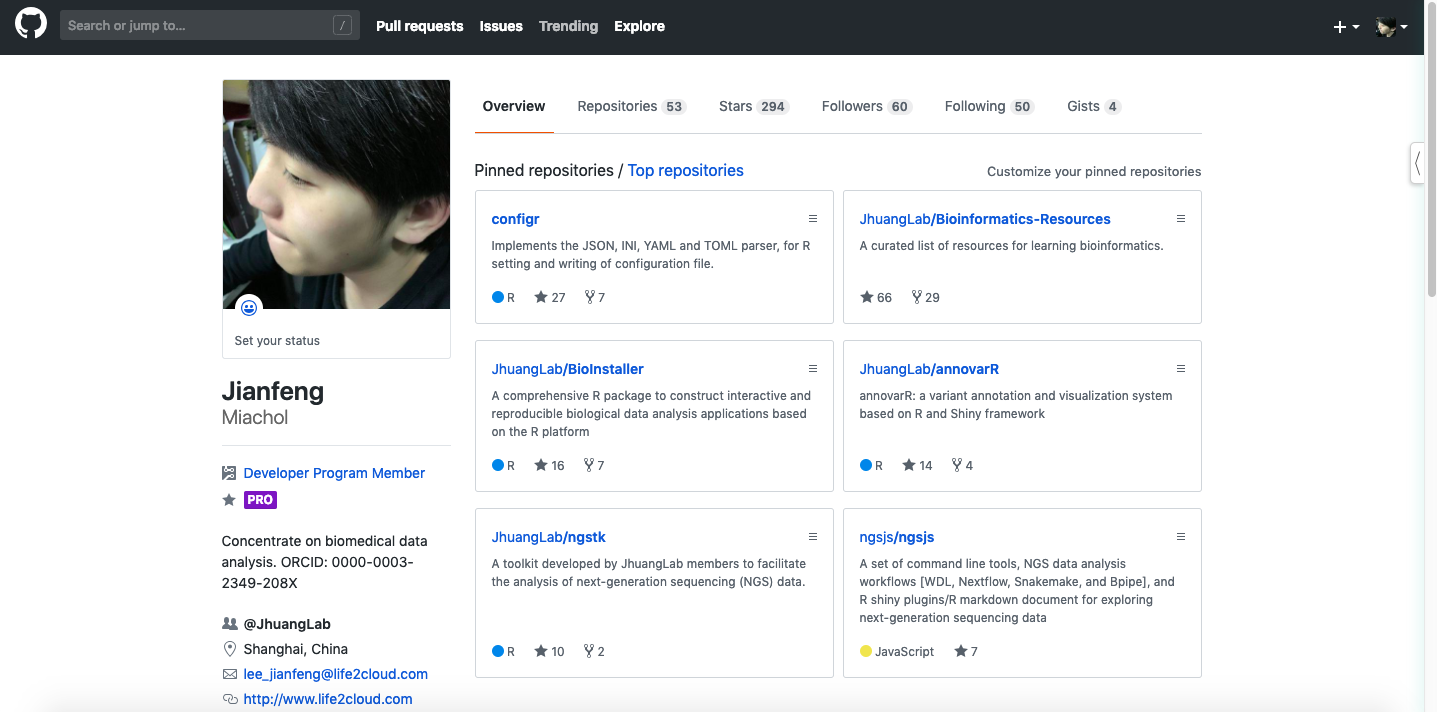 Search or jump to...
/
Pull requests
Issues
Trending
Explore
Overview
Repositories 53
Stars 294
Followers 60
Following 50
Gists 4
Set your status
Jianfeng
Miachol
Developer Program Member
PRO
Concentrate on biomedical data
analysis. ORCID: 0000-0003-
2349-208X
@JhuangLab
Shanghai, China
lee_jianfeng@life2cloud.com
http://www.life2cloud.com
Pinned repositories / Top repositories
Customize your pinned repositories
configr
Implements the JSON, INI, YAML and TOML parser, for R
setting and writing of configuration file.
R 27 7
JhuangLab/Bioinformatics-Resources
A curated list of resources for learning bioinformatics.
66 29
JhuangLab/BioInstaller
A comprehensive R package to construct interactive and
reproducible biological data analysis applications based
on the R platform
R 16 7
JhuangLab/annovarR
annovarR: a variant annotation and visualization system
based on R and Shiny framework
R 14 4
JhuangLab/ngstk
A toolkit developed by JhuangLab members to facilitate
the analysis of next-generation sequencing (NGS) data.
R 10 2
ngsjs/ngsjs
A set of command line tools, NGS data analysis
workflows [WDL, Nextflow, Snakemake, and Bpipe], and
R shiny plugins/R markdown document for exploring
next-generation sequencing data
JavaScript 7